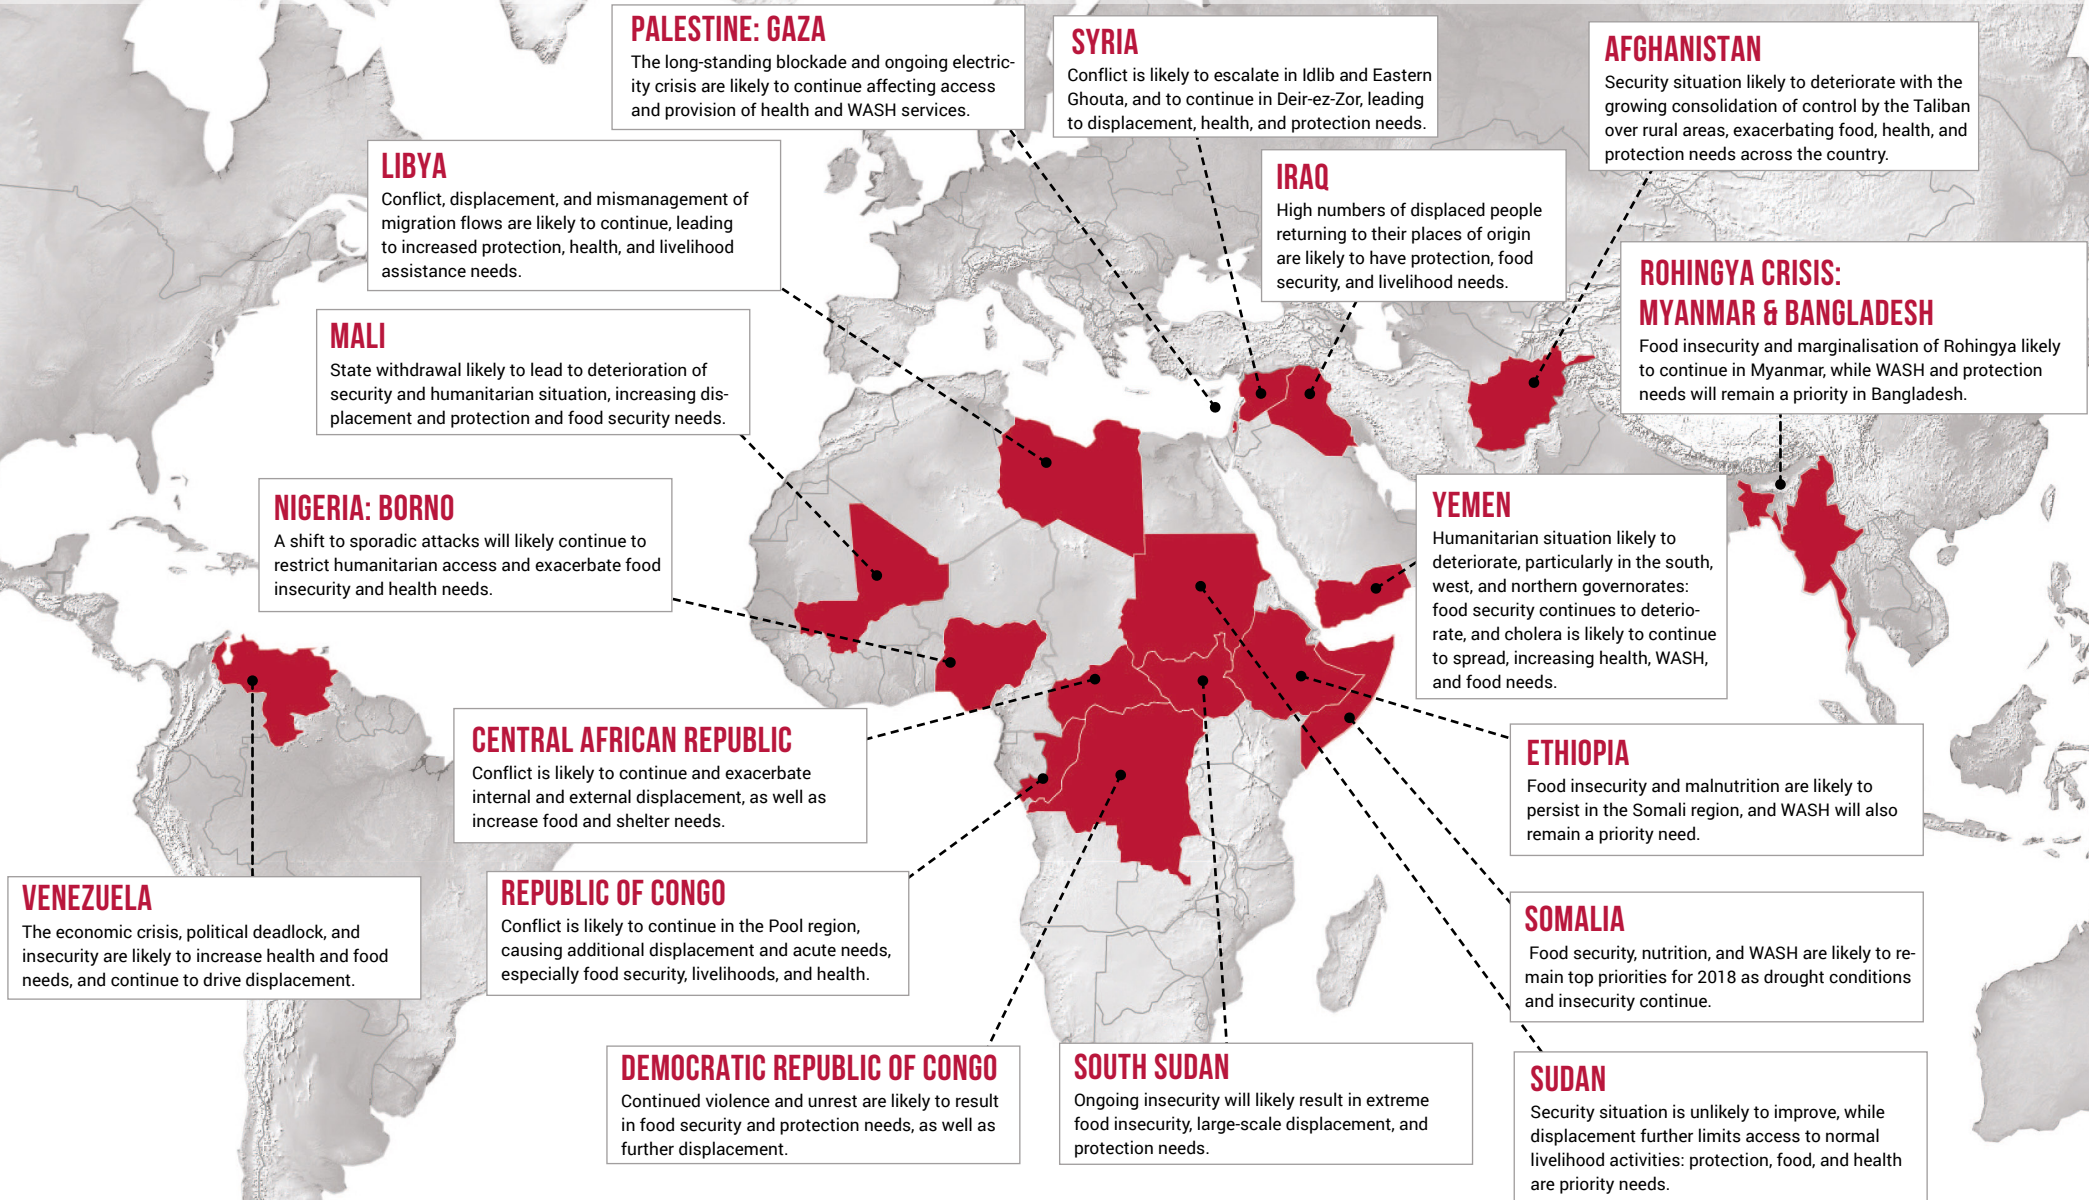 PALESTINE: GAZA
The long-standing blockade and ongoing electric-
ity crisis are likely to continue affecting access
and provision of health and WASH services.
SYRIA
Conflict is likely to escalate in Idlib and Eastern
Ghouta, and to continue in Deir-ez-Zor, leading
to displacement, health, and protection needs.
AFGHANISTAN
Security situation likely to deteriorate with the
growing consolidation of control by the Taliban
over rural areas, exacerbating food, health, and
protection needs across the country.
LIBYA
Conflict, displacement, and mismanagement of
migration flows are likely to continue, leading
to increased protection, health, and livelihood
assistance needs.
IRAQ
High numbers of displaced people
returning to their places of origin
are likely to have protection, food
security, and livelihood needs.
ROHINGYA CRISIS:
MYANMAR & BANGLADESH
Food insecurity and marginalisation of Rohingya likely
to continue in Myanmar, while WASH and protection
needs will remain a priority in Bangladesh.
MALI
State withdrawal likely to lead to deterioration of
security and humanitarian situation, increasing dis-
placement and protection and food security needs.
NIGERIA: BORNO
A shift to sporadic attacks will likely continue to
restrict humanitarian access and exacerbate food
insecurity and health needs.
YEMEN
Humanitarian situation likely to
deteriorate, particularly in the south,
west, and northern governorates:
food security continues to deterio-
rate, and cholera is likely to continue
to spread, increasing health, WASH,
and food needs.
CENTRAL AFRICAN REPUBLIC
Conflict is likely to continue and exacerbate
internal and external displacement, as well as
increase food and shelter needs.
ETHIOPIA
Food insecurity and malnutrition are likely to
persist in the Somali region, and WASH will also
remain a priority need.
VENEZUELA
The economic crisis, political deadlock, and
insecurity are likely to increase health and food
needs, and continue to drive displacement.
REPUBLIC OF CONGO
Conflict is likely to continue in the Pool region,
causing additional displacement and acute needs,
especially food security, livelihoods, and health.
SOMALIA
Food security, nutrition, and WASH are likely to re-
main top priorities for 2018 as drought conditions
and insecurity continue.
DEMOCRATIC REPUBLIC OF CONGO
Continued violence and unrest are likely to result
in food security and protection needs, as well as
further displacement.
SOUTH SUDAN
Ongoing insecurity will likely result in extreme
food insecurity, large-scale displacement, and
protection needs.
SUDAN
Security situation is unlikely to improve, while
displacement further limits access to normal
livelihood activities: protection, food, and health
are priority needs.